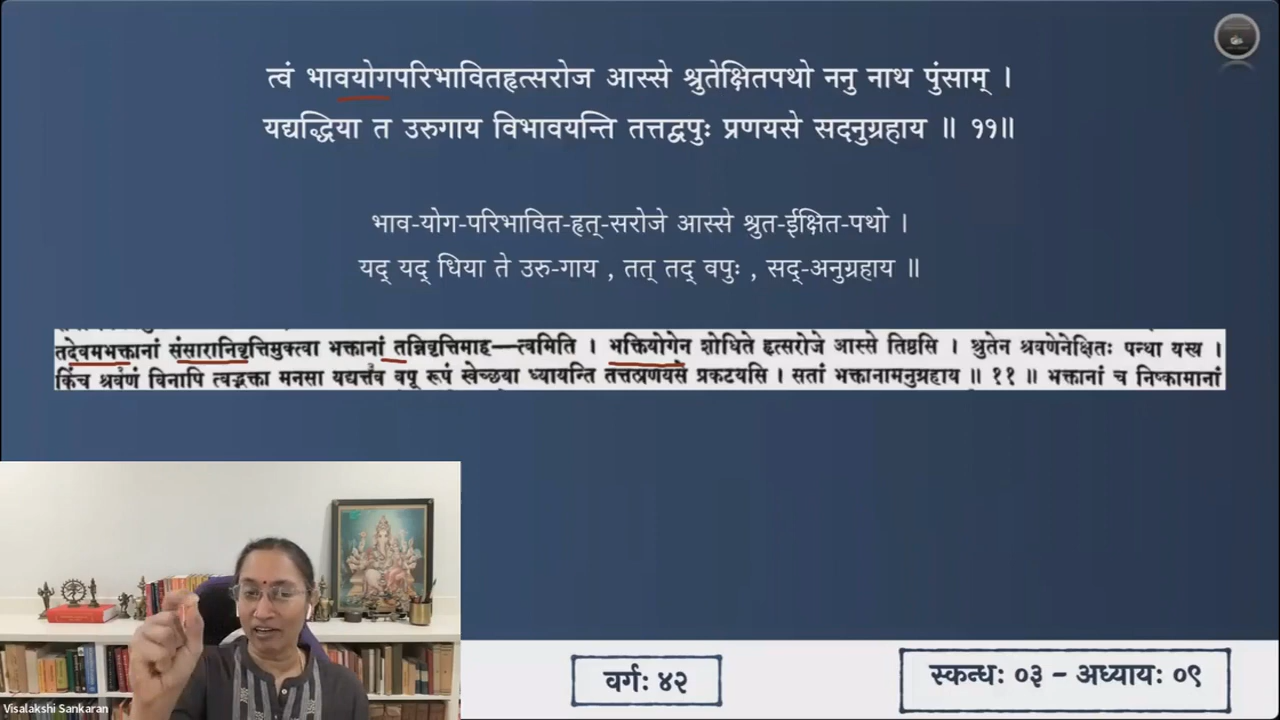 त्वं भावयोगपरिभावितहृत्सरोज आस्से श्रुतेक्षितपथो ननु नाथ पुंसाम् ।
यद्यद्धिया त उरुगाय विभावयन्ति तत्तद्वपुः प्रणयसे सदनुग्रहाय ॥ ११॥
भाव-योग-परिभावित-हृत्-सरोजे आस्से श्रुत-ईक्षित-पथो ।
यद् यद् धिया ते उरु-गाय , तत् तद् वपुः , सद्-अनुग्रहाय ॥
तदेवमभक्तानां संसारानिवृत्तिमुक्त्वा भक्तानां तन्निवृत्तिमाह—त्वमिति । भक्तियोगेन शोधिते हृत्सरोजे आस्से तिष्ठसि । श्रुतेन श्रवणेनेक्षितः पन्था यस्य ।
किंच श्रवणं विनापि त्वद्भक्ता मनसा यद्यत्तव वपू रूपं स्वेच्छया ध्यायन्ति तत्तत्प्रणयसे प्रकटयसि । सतां भक्तानामनुग्रहाय ॥ ११ ॥ भक्तानां च निष्कामानां
Visalakshi Sankaran
वर्गः ४२
स्कन्धः ०३ - अध्यायः ०९